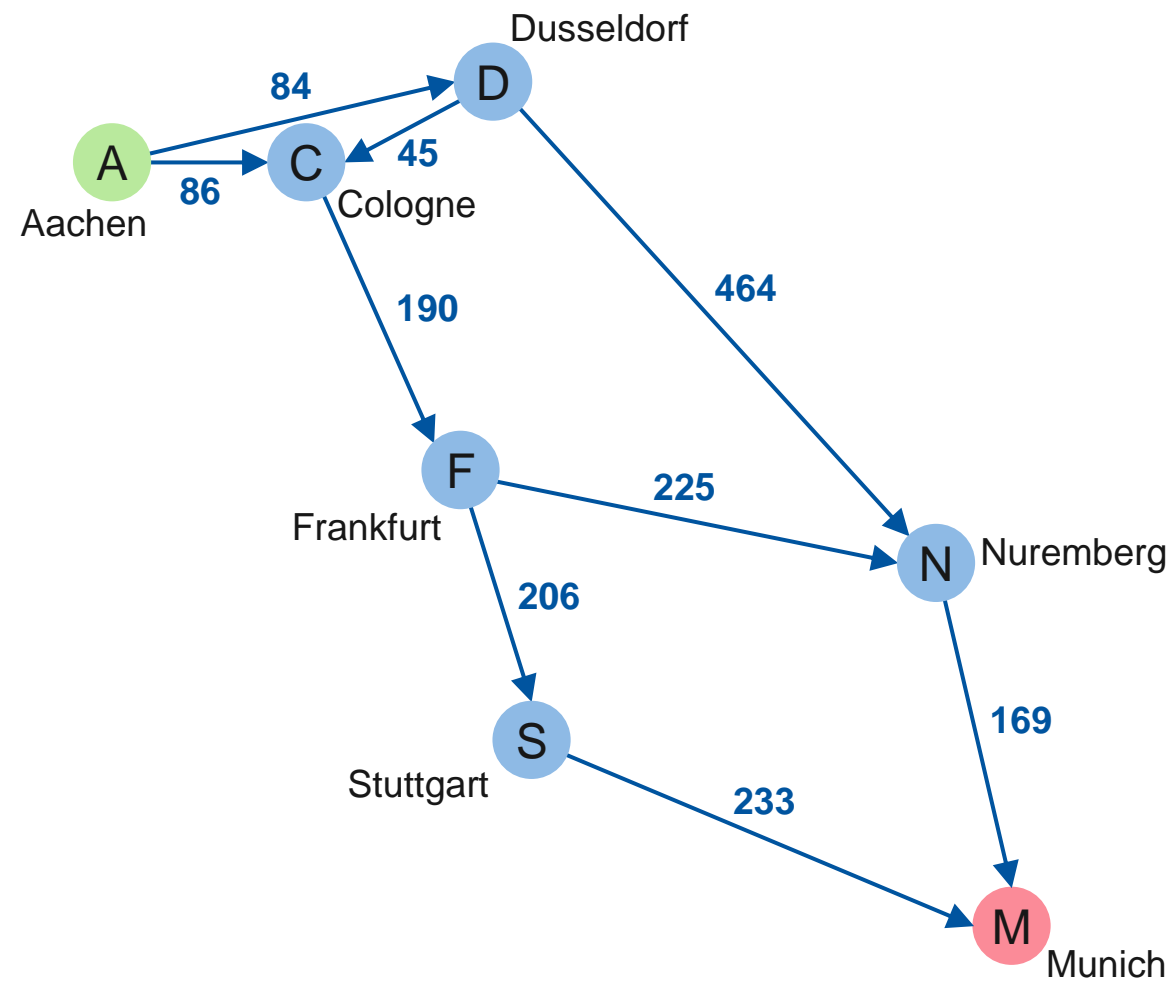 Dusseldorf
D
84
45
A
C
86
Aachen
Cologne
190
464
F
225
Frankfurt
N
Nuremberg
206
169
S
Stuttgart
233
M
Munich